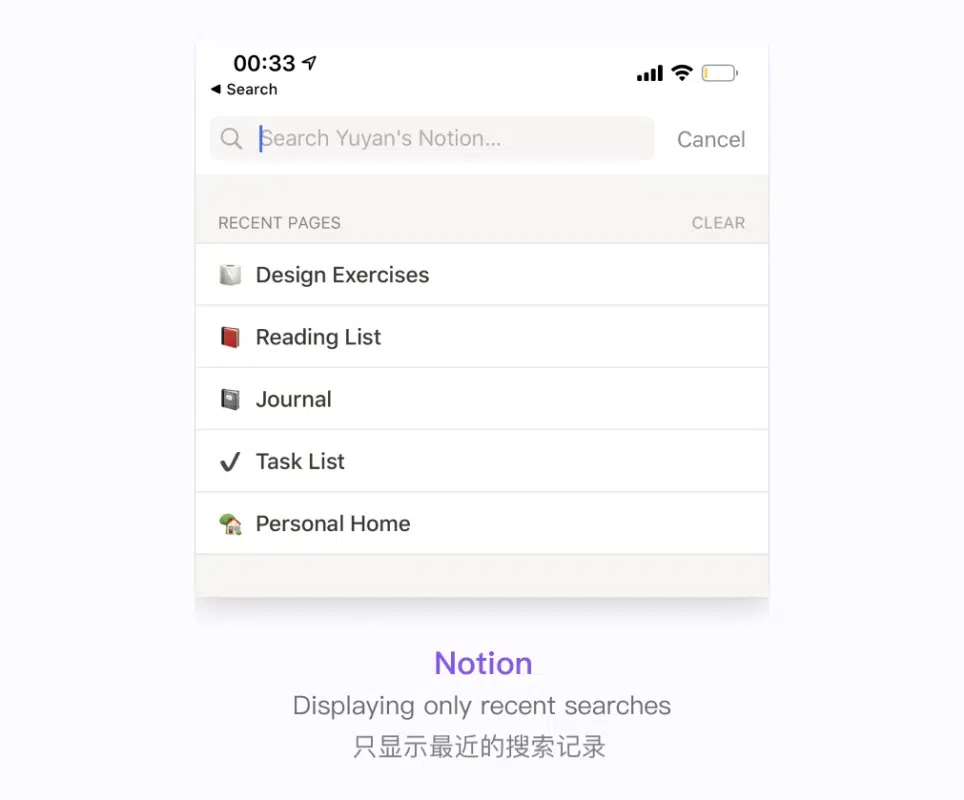 00:33
Search
Search Yuyan's Notion...
Cancel
RECENT PAGES
CLEAR
Design Exercises
Reading List
Journal
Task List
Personal Home
Notion
Displaying only recent searches
只显示最近的搜索记录